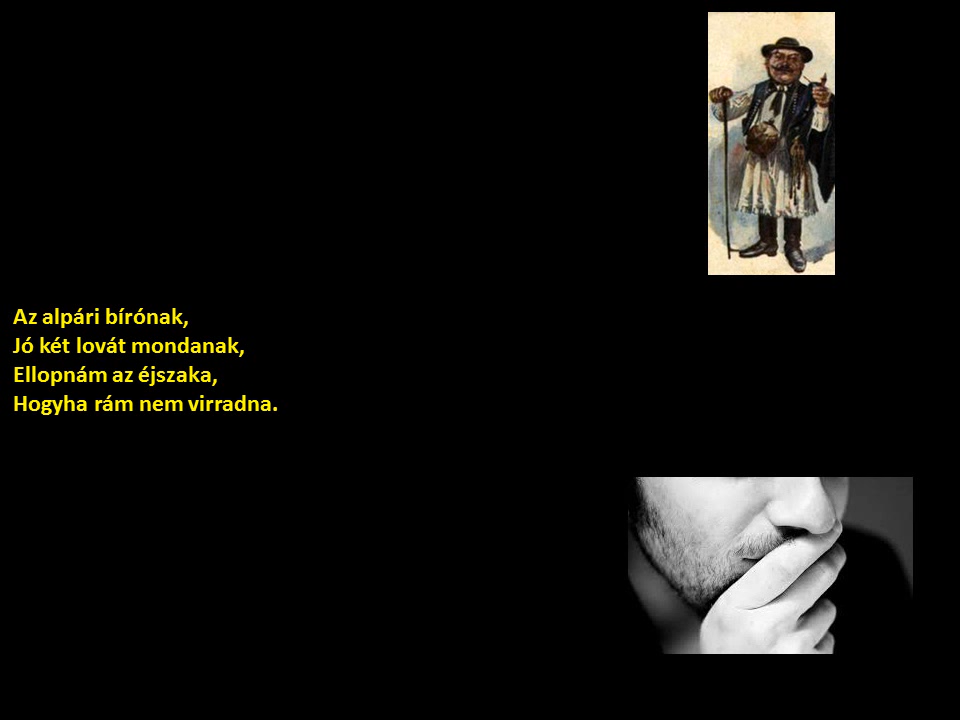 Az alpári bírónak,
Jó két lovát mondanak,
Ellopnám az éjszaka,
Hogyha rám nem virradna.